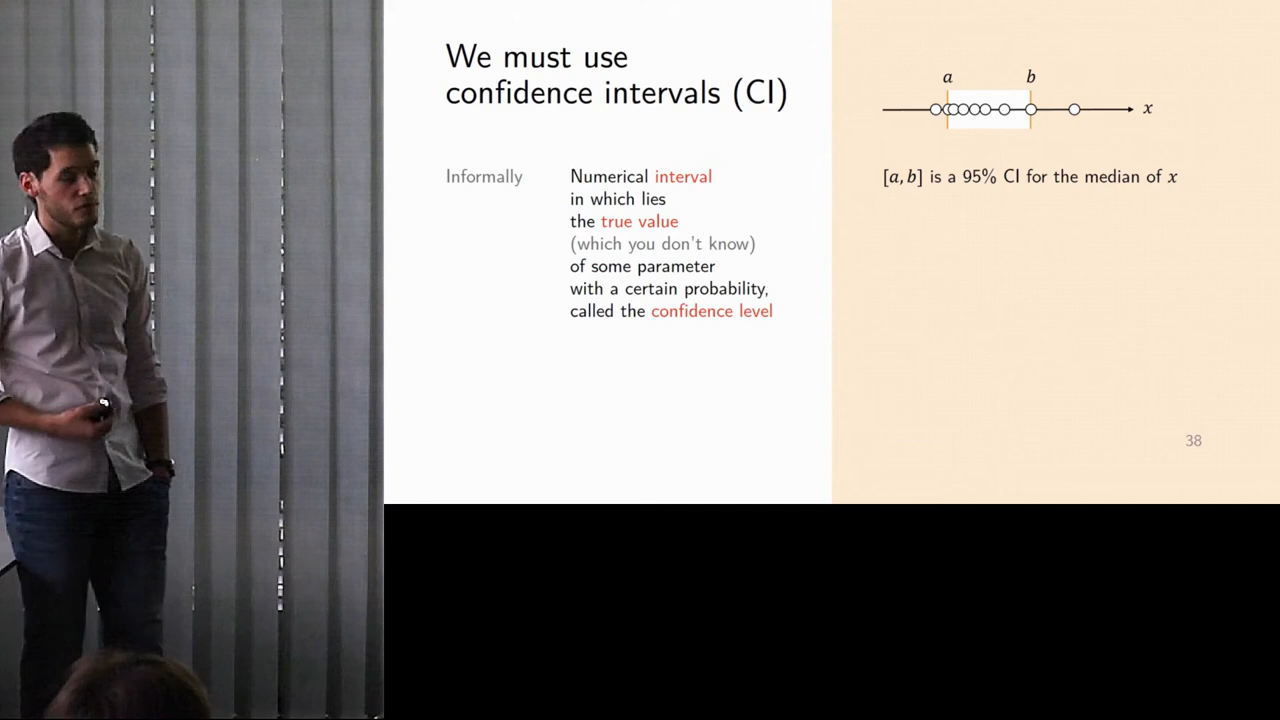 We must use
confidence intervals (CI)
Informally
Numerical interval
in which lies
the true value
(which you don't know)
of some parameter
with a certain probability,
called the confidence level
a b
x
[a, b] is a 95% CI for the median of x
38